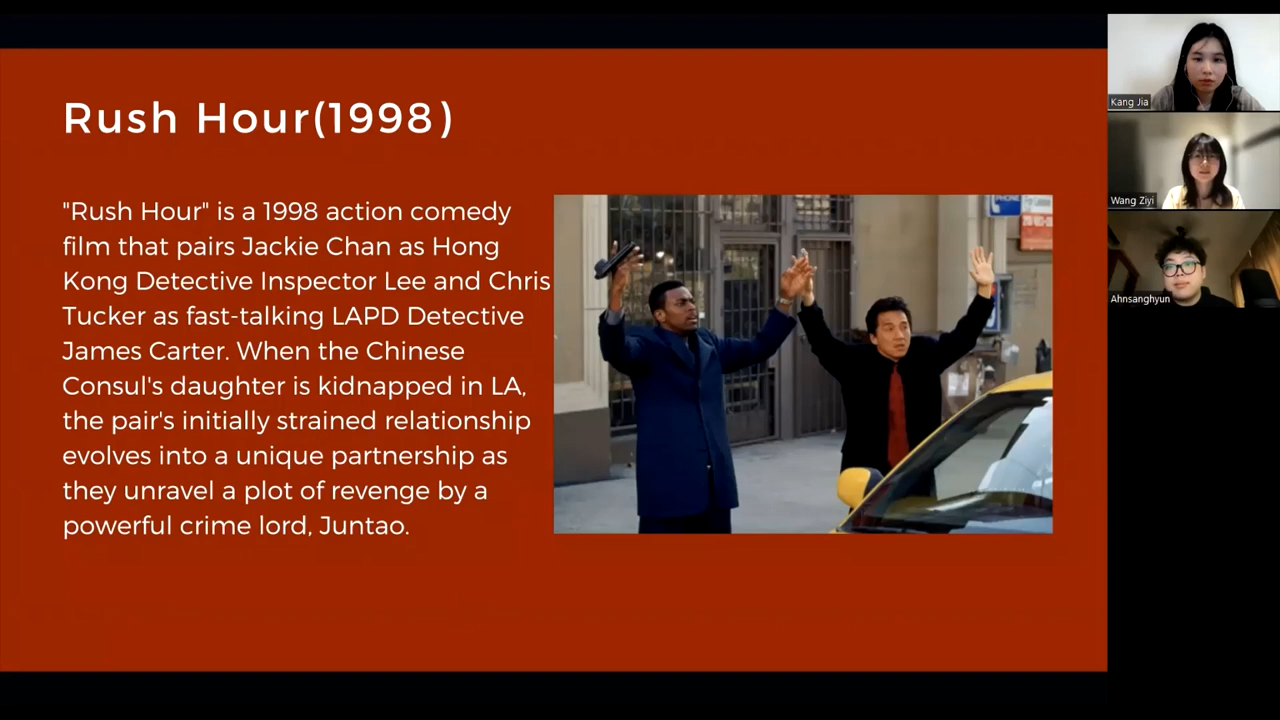 Rush Hour(1998)
"Rush Hour" is a 1998 action comedy
film that pairs Jackie Chan as Hong
Kong Detective Inspector Lee and Chris
Tucker as fast-talking LAPD Detective
James Carter. When the Chinese
Consul's daughter is kidnapped in LA,
the pair's initially strained relationship
evolves into a unique partnership as
they unravel a plot of revenge by a
powerful crime lord, Juntao.
PHONE
Kang Jia
Wang Ziyi
Ahnsanghyun